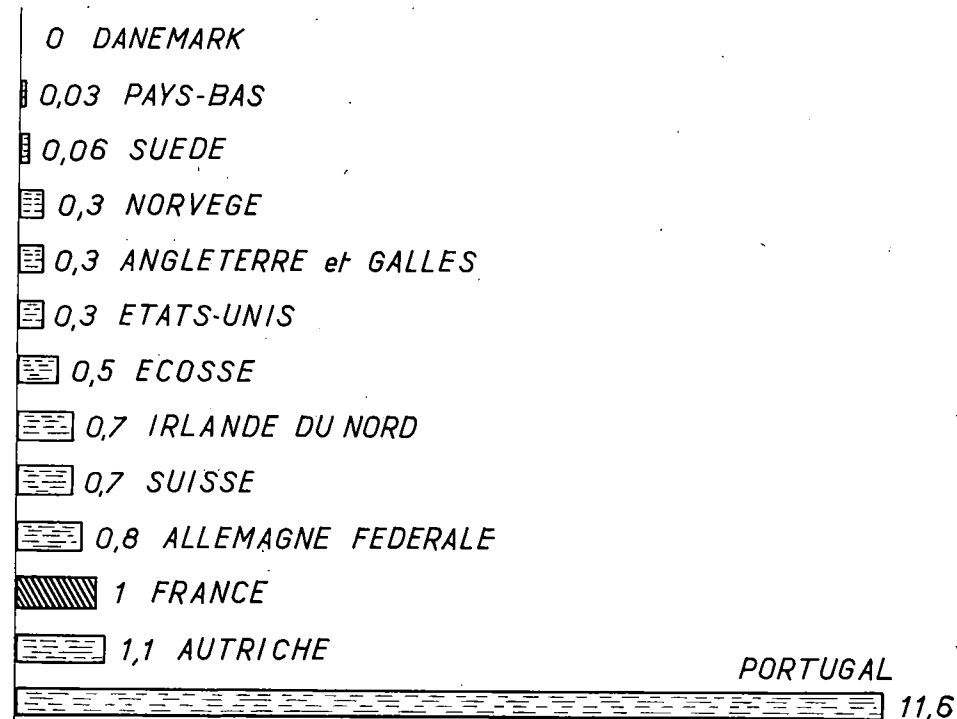 0 DANEMARK
0,03 PAYS-BAS
0,06 SUEDE
0,3 NORVEGE
0,3 ANGLETERRE et GALLES
0,3 ETATS-UNIS
0,5 ECOSSE
0,7 IRLANDE DU NORD
0,7 SUISSE
0,8 ALLEMAGNE FEDERALE
1 FRANCE
1,1 AUTRICHE
PORTUGAL
11,6